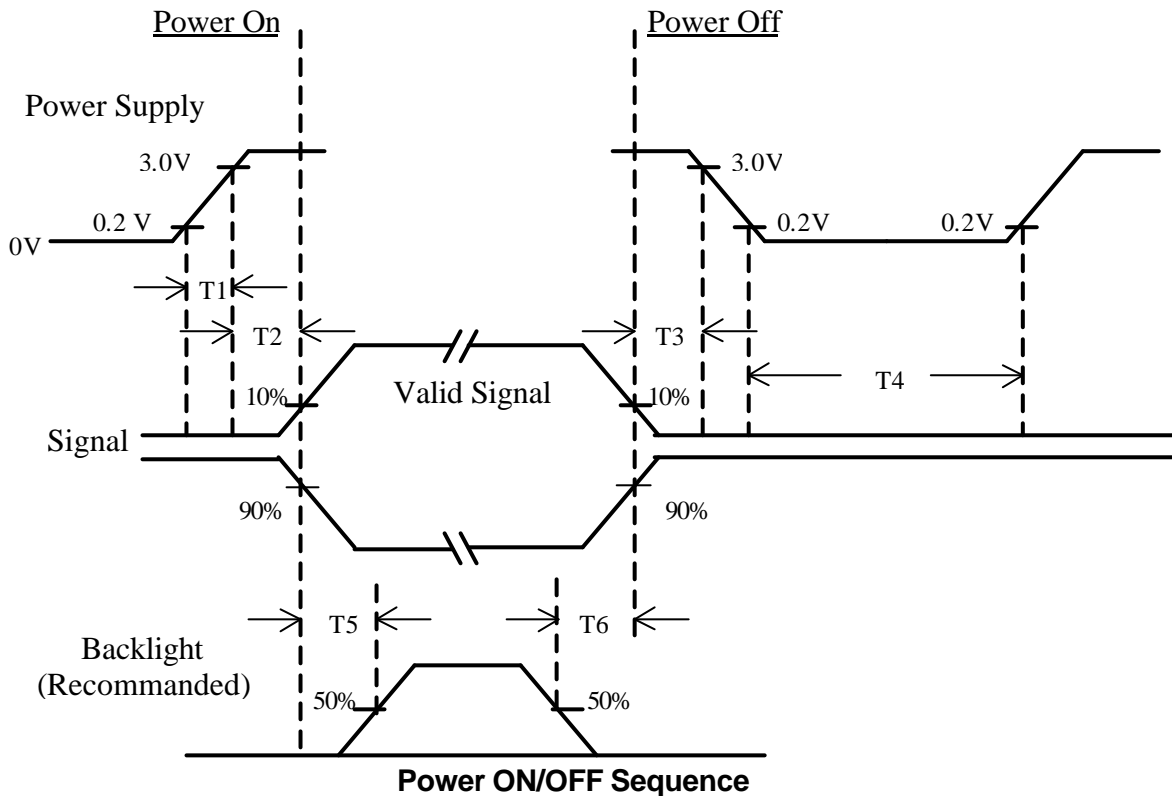 Power On
Power Off
Power Supply
3.0V
3.0V
0.2 V
0.2V
0.2V
0V
T1
T2
T3
T4
10%
Valid Signal
10%
Signal
90%
90%
T5
T6
Backlight
(Recommanded)
50%
50%
Power ON/OFF Sequence